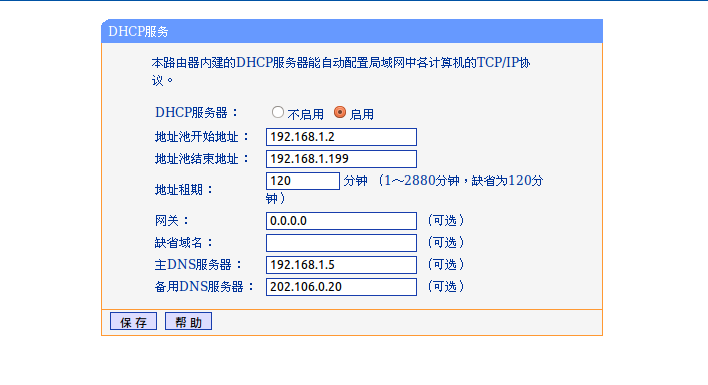 DHCP服务
本路由器内建的DHCP服务器能自动配置局域网中各计算机的TCP/IP协
议。
DHCP服务器： 不启用 启用
地址池开始地址： 192.168.1.2
地址池结束地址： 192.168.1.199
地址租期： 120 分钟 （1～2880分钟，缺省为120分
钟）
网关： 0.0.0.0 （可选）
缺省域名： （可选）
主DNS服务器： 192.168.1.5 （可选）
备用DNS服务器： 202.106.0.20 （可选）
保 存 帮 助